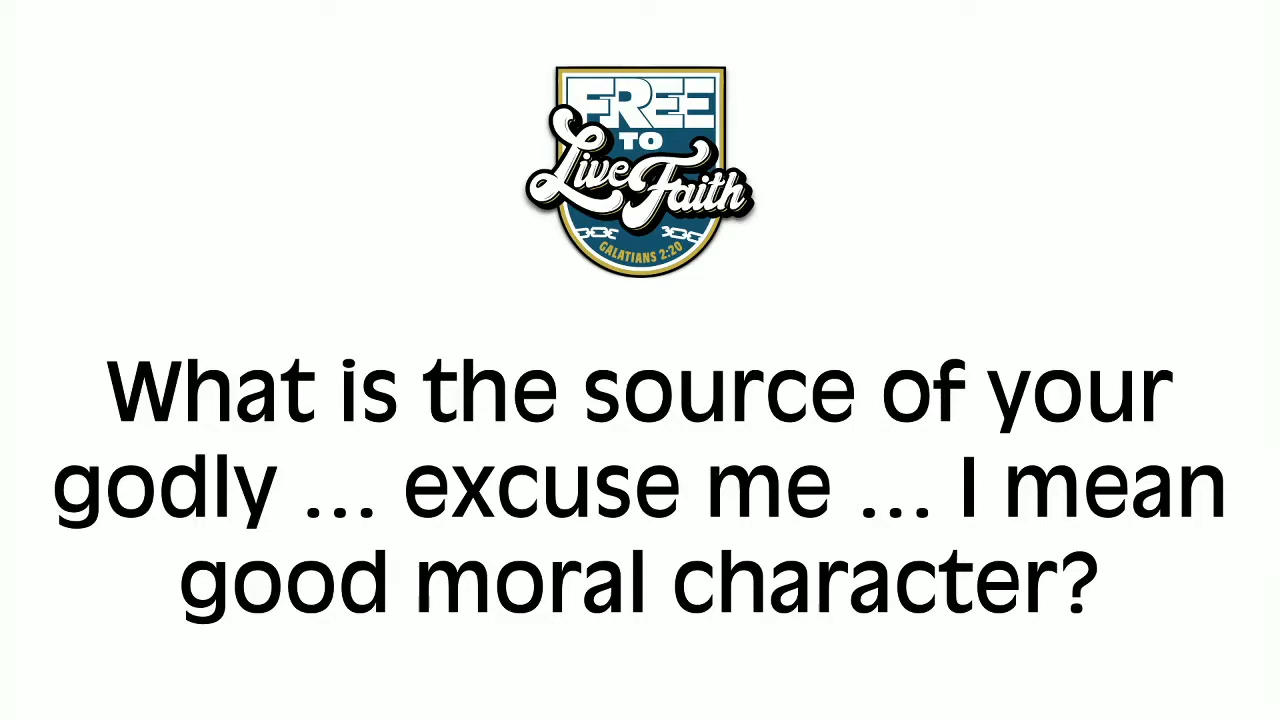 FREE
TO
Live Faith
GALATIANS 2:20
What is the source of your
godly ... excuse me ... I mean
good moral character?